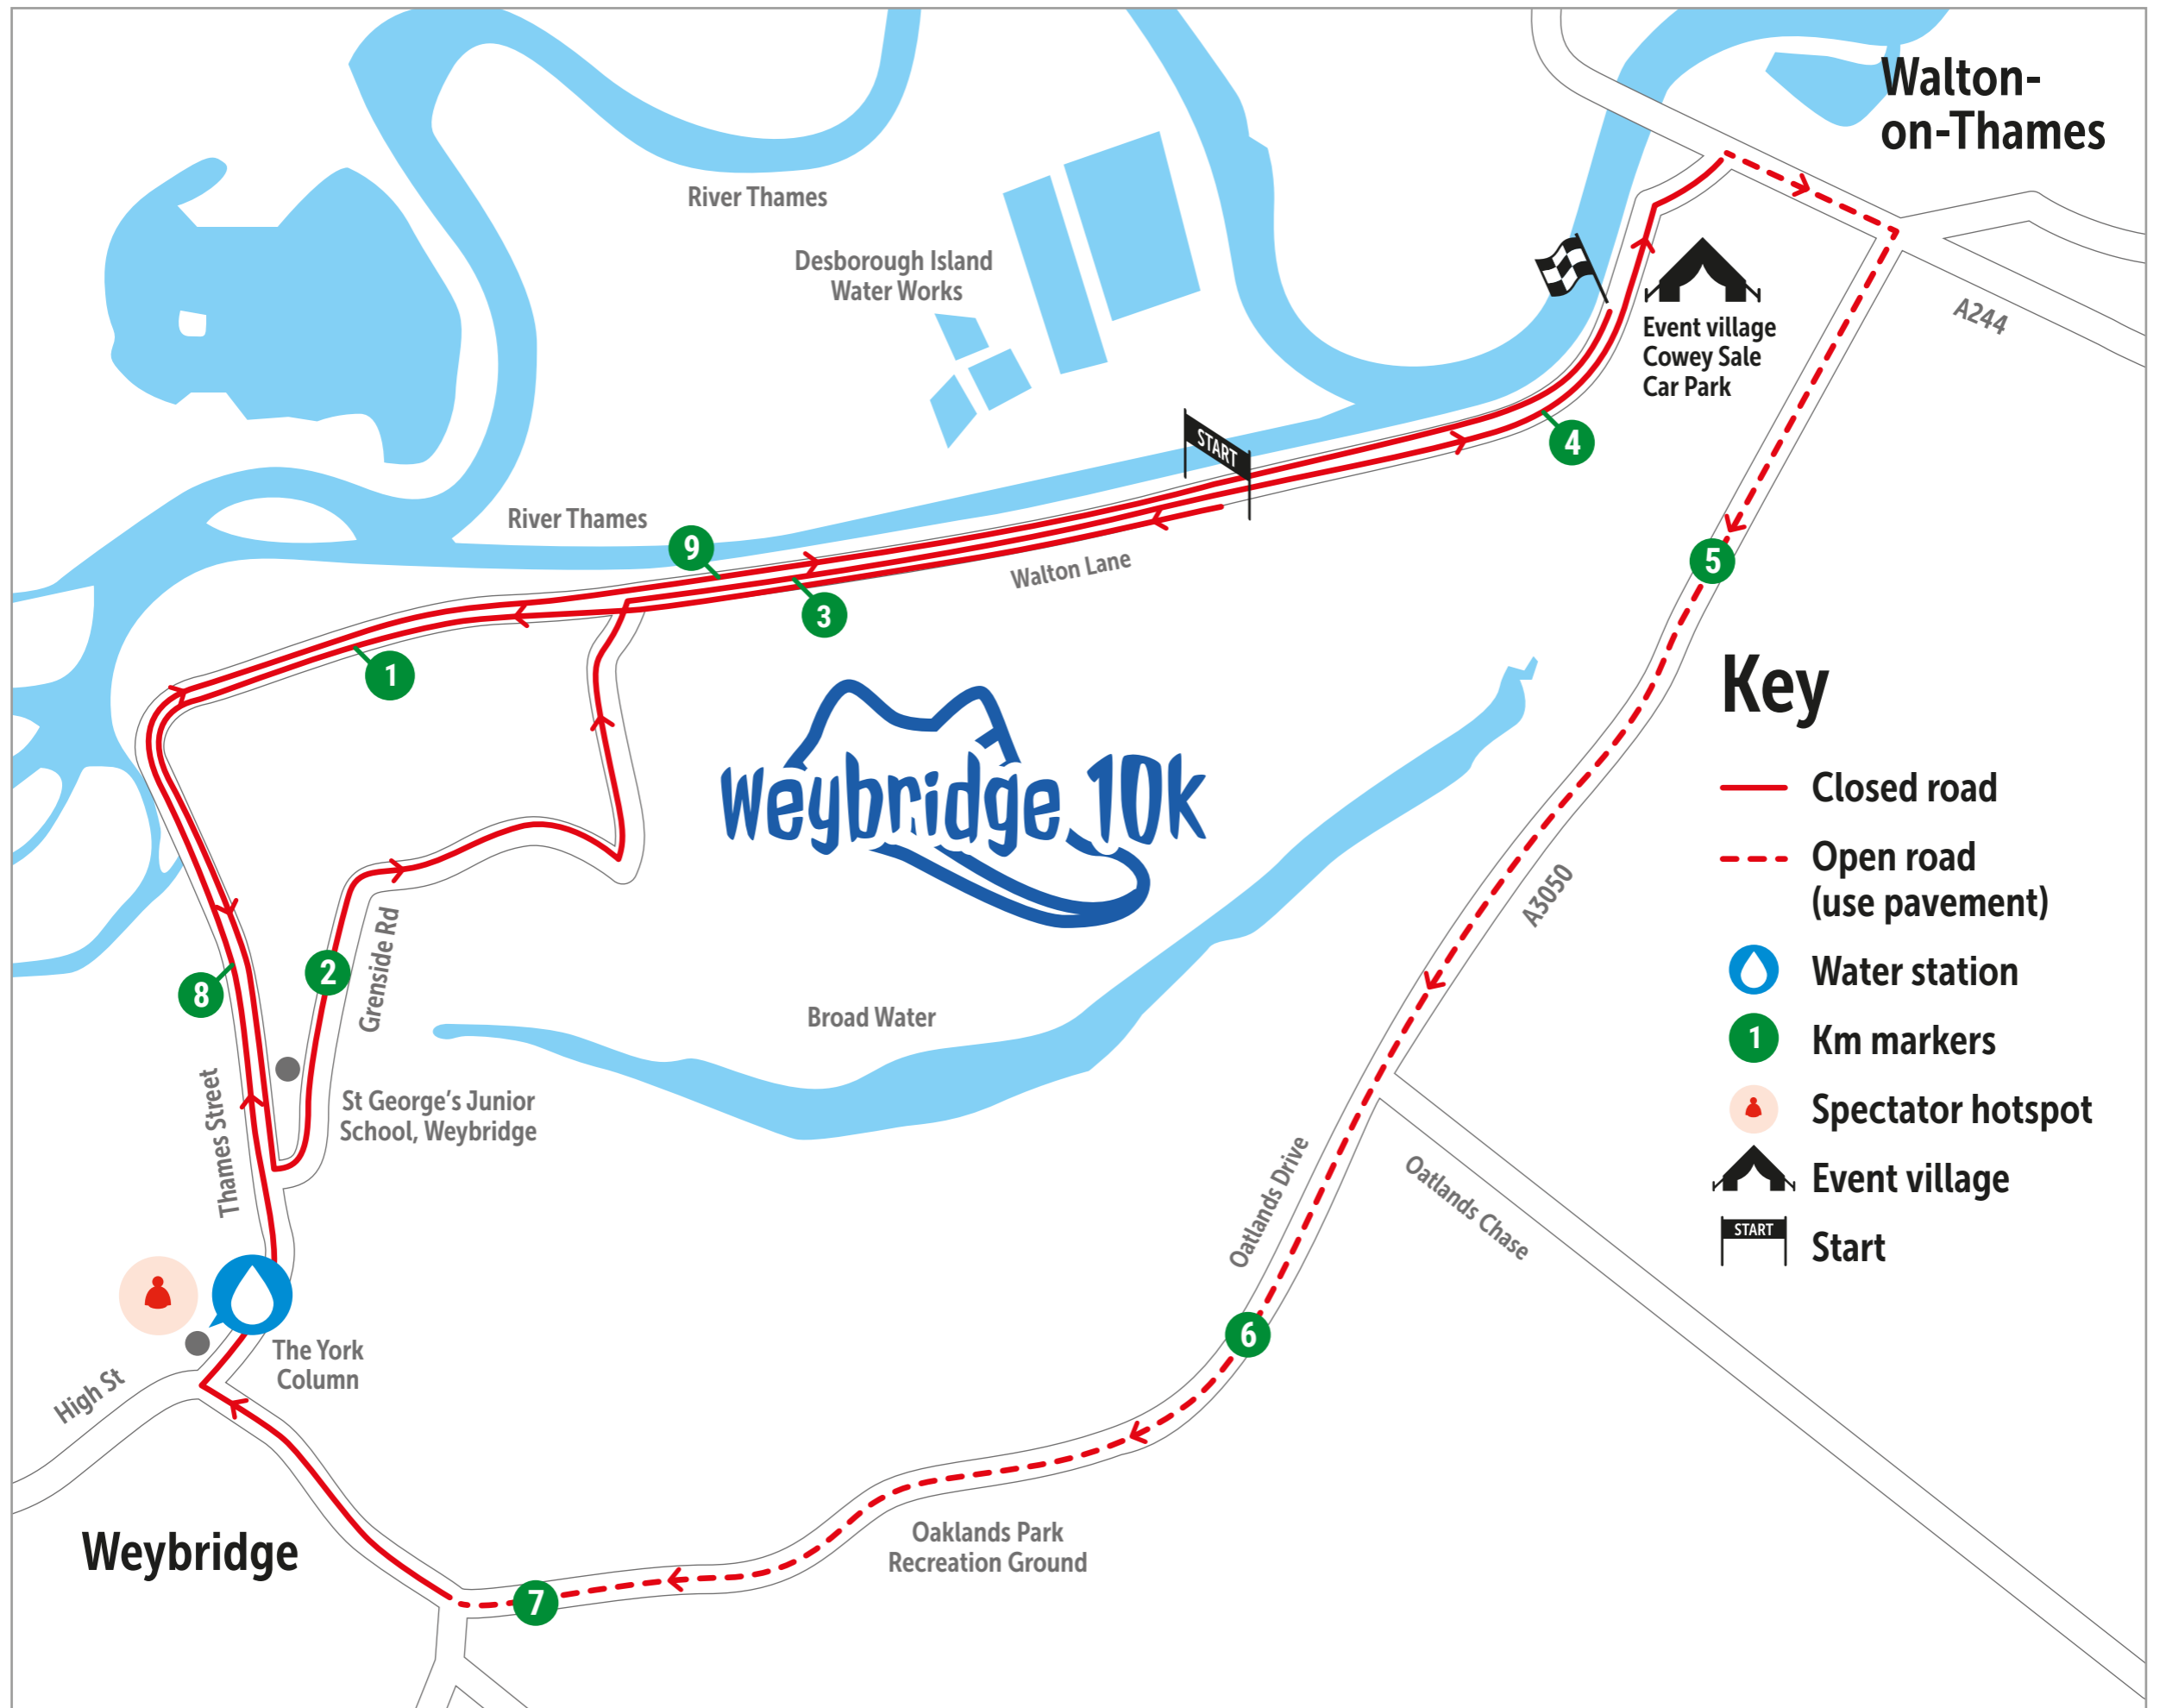 Walton-
on-Thames
River Thames
Desborough Island
Water Works
Event village
Cowey Sale
Car Park
A244
START
4
River Thames
9
5
Walton Lane
3
1
Key
Closed road
Open road
(use pavement)
Water station
1
Km markers
Spectator hotspot
Event village
START
Start
Weybridge 10k
A3050
2
Grenside Rd
8
Broad Water
Thames Street
St George's Junior
School, Weybridge
Oatlands Drive
Oatlands Chase
6
The York
Column
High St
Oaklands Park
Recreation Ground
Weybridge
7